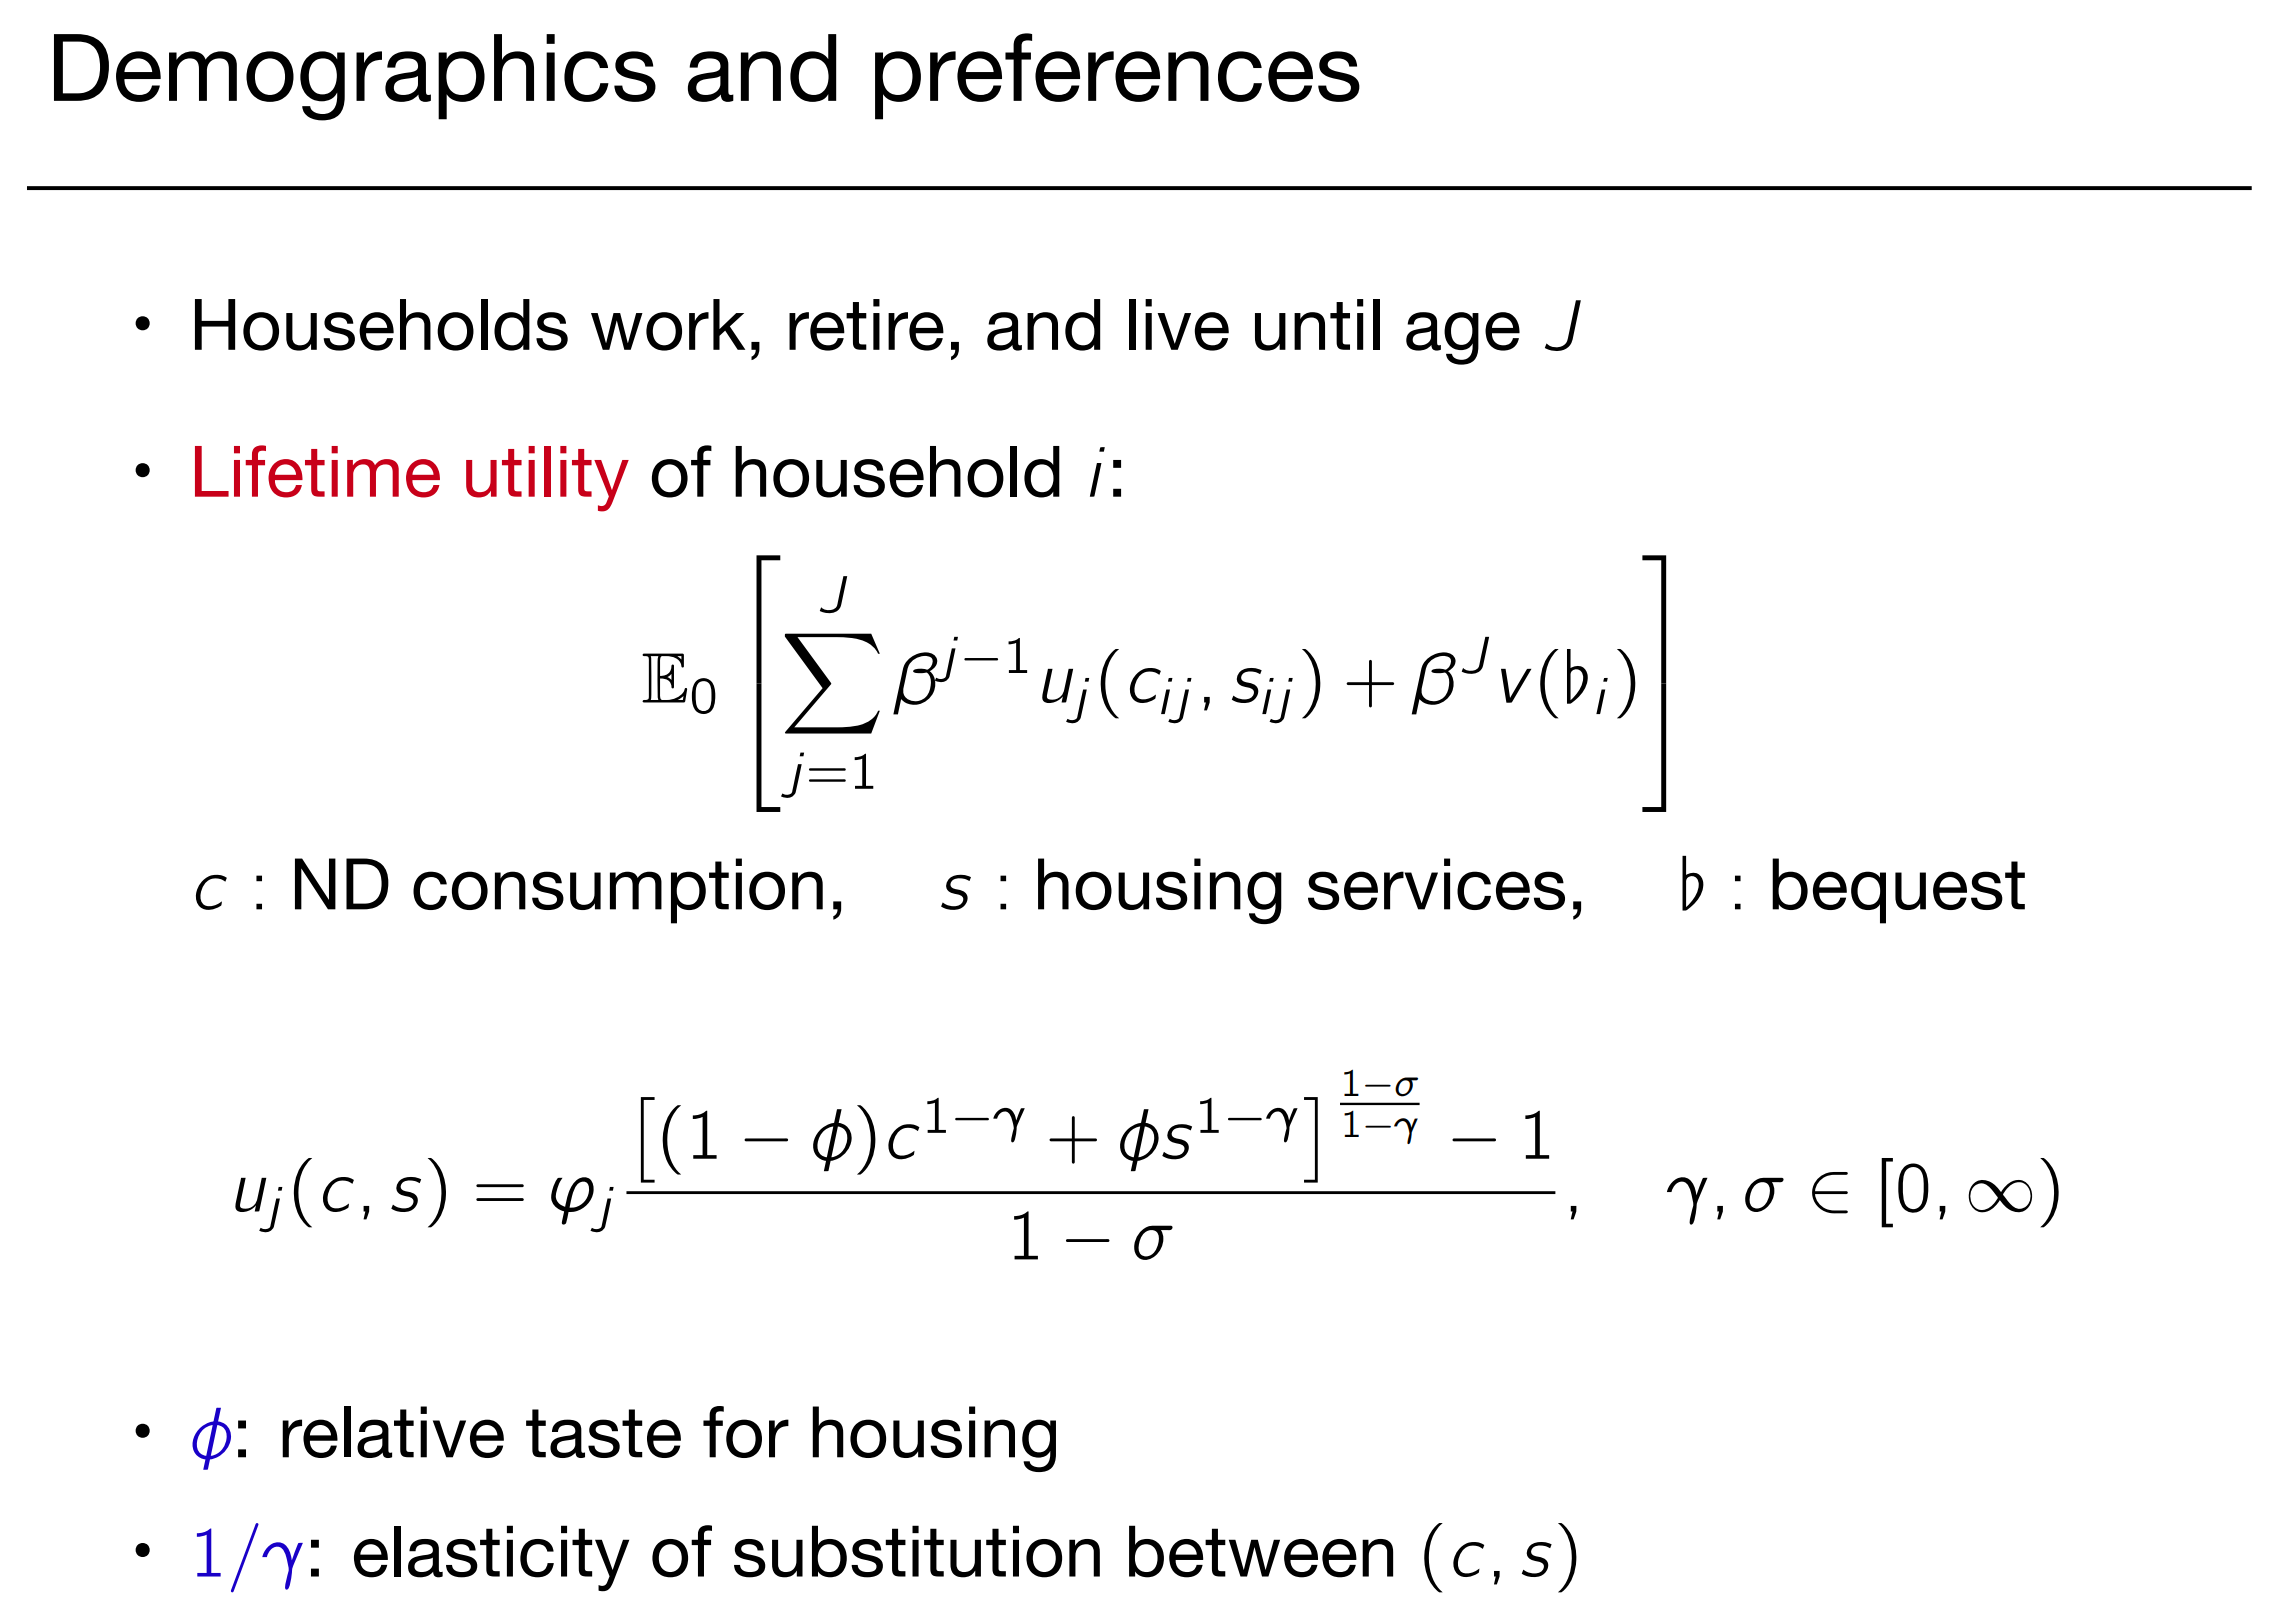 Demographics and preferences
• Households work, retire, and live until age J
• Lifetime utility of household i:
$\mathbb{E}_0 \left[ \sum_{j=1}^{J} \beta^{j-1} u_j(c_{ij}, s_{ij}) + \beta^J v(\flat_i) \right]$
c : ND consumption, s : housing services, ♭ : bequest
$u_j(c, s) = \varphi_j \frac{\left[(1-\phi)c^{1-\gamma} + \phi s^{1-\gamma}\right]^{\frac{1-\sigma}{1-\gamma}} - 1}{1-\sigma}, \quad \gamma, \sigma \in [0, \infty)$
• ϕ: relative taste for housing
• 1/γ: elasticity of substitution between (c, s)